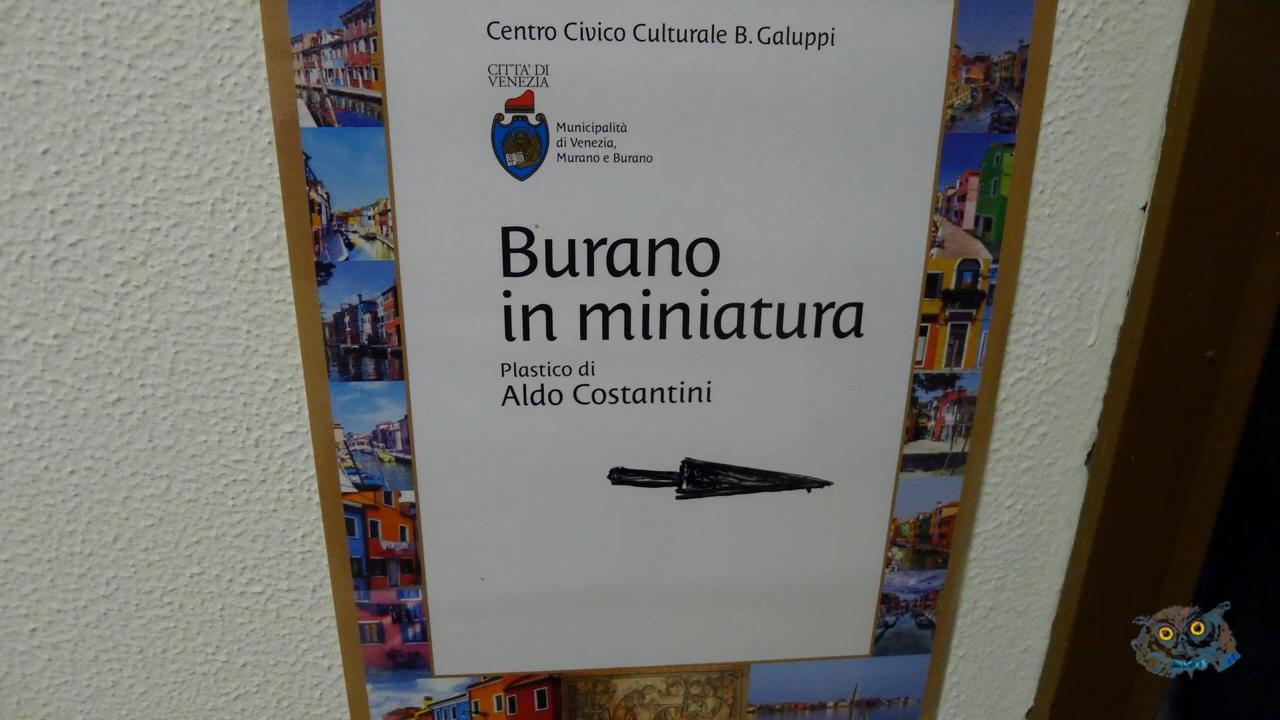 Centro Civico Culturale B. Galuppi
CITTA' DI
VENEZIA
Municipalità
di Venezia,
Murano e Burano
Burano
in miniatura
Plastico di
Aldo Costantini